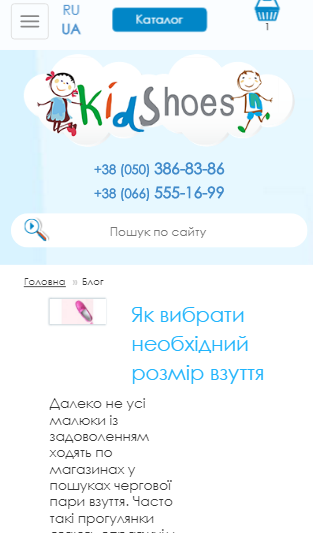 RU
Каталог
UA
1
KidShoes
+38 (050) 386-83-86
+38 (066) 555-16-99
Пошук по сайту
Головна » Блог
Як вибрати
необхідний
розмір взуття
Далеко не усі
малюки із
задоволенням
ходять по
магазинах у
пошуках чергової
пари взуття. Часто
такі прогулянки